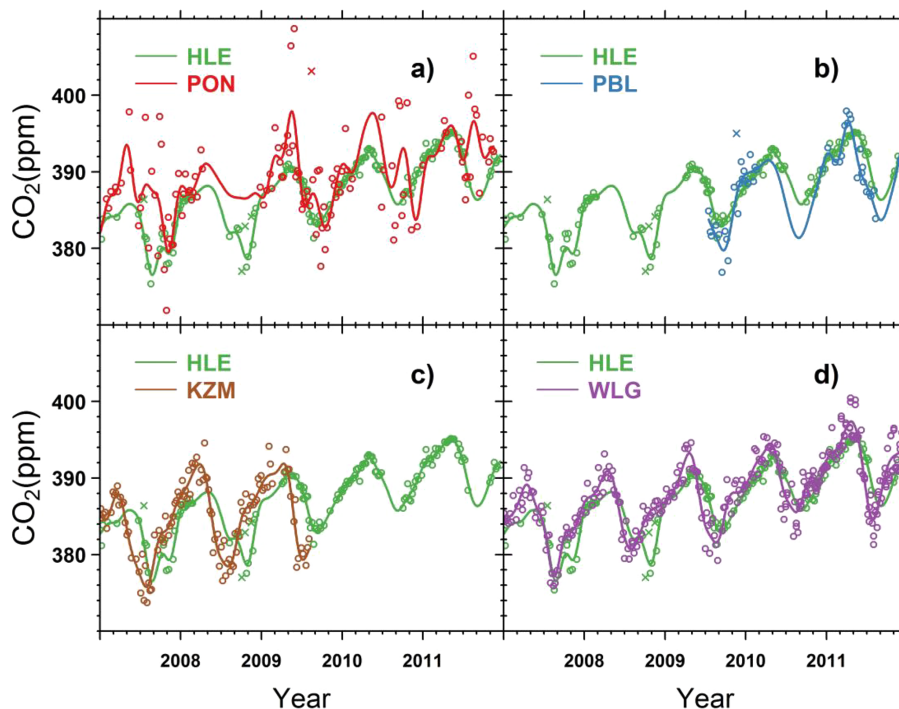 HLE
PON
a)
HLE
PBL
b)
400
390
380
CO₂(ppm)
HLE
KZM
c)
HLE
WLG
d)
400
390
380
CO₂(ppm)
2008 2009 2010 2011
2008 2009 2010 2011
Year
Year